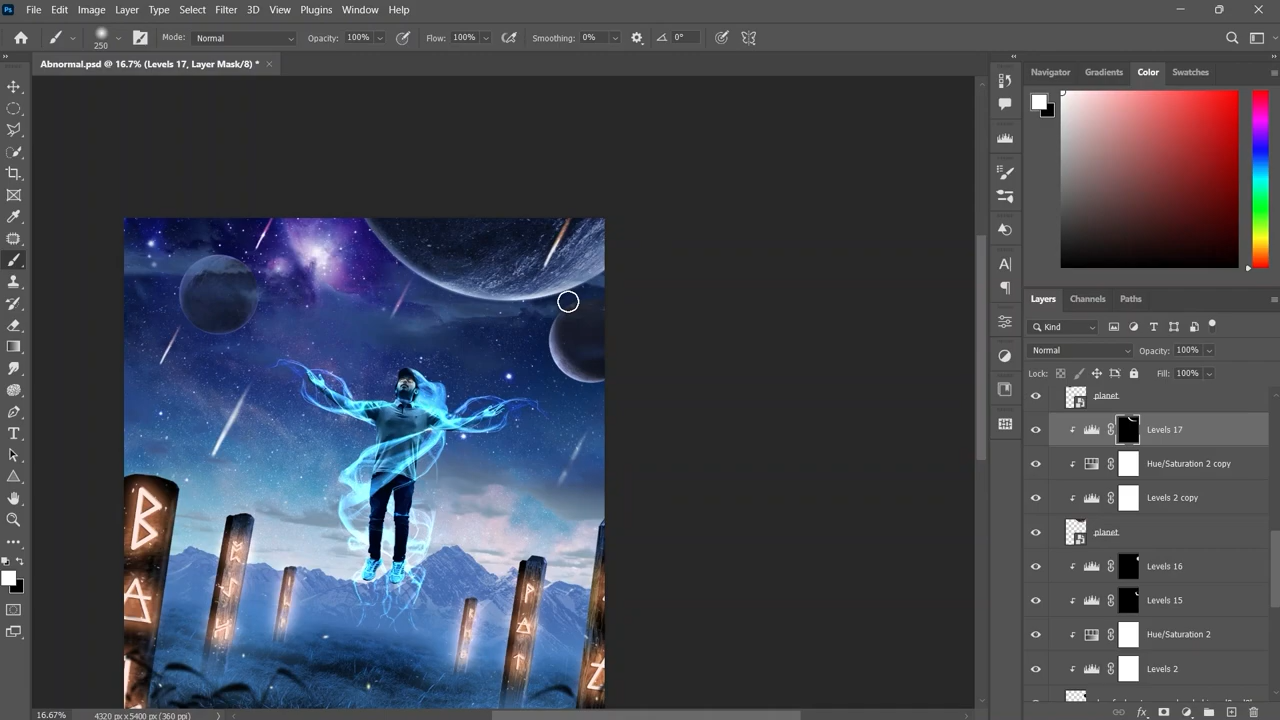 Ps File Edit Image Layer Type Select Filter 3D View Plugins Window Help
250 Mode: Normal Opacity: 100% Flow: 100% Smoothing: 0% 0°
Abnormal.psd @ 16.7% (Levels 17, Layer Mask/8) *
Navigator Gradients Color Swatches
Layers Channels Paths
Kind
Normal Opacity: 100%
Lock: Fill: 100%
planet
Levels 17
Hue/Saturation 2 copy
Levels 2 copy
planet
Levels 16
Levels 15
Hue/Saturation 2
Levels 2
16.67% 4320 px x 5400 px (360 ppi)